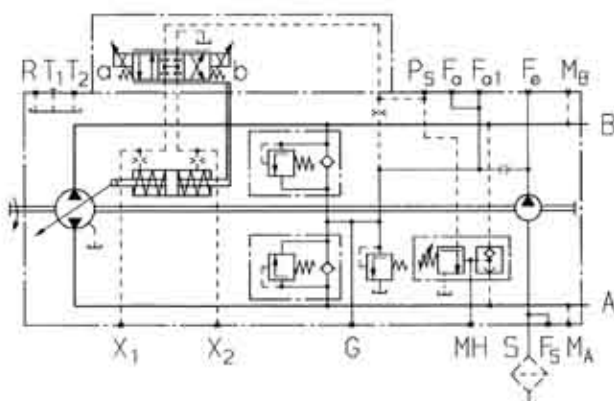 a b
R T1 T2 PS Fa Fa1 Fe MB
B
A
X1 X2 G MH S FS MA